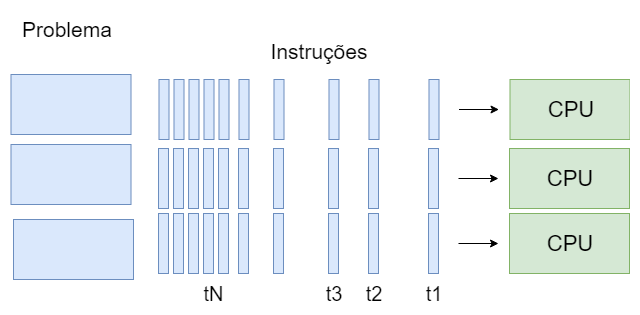 Problema
Instruções
CPU
CPU
CPU
tN t3 t2 t1